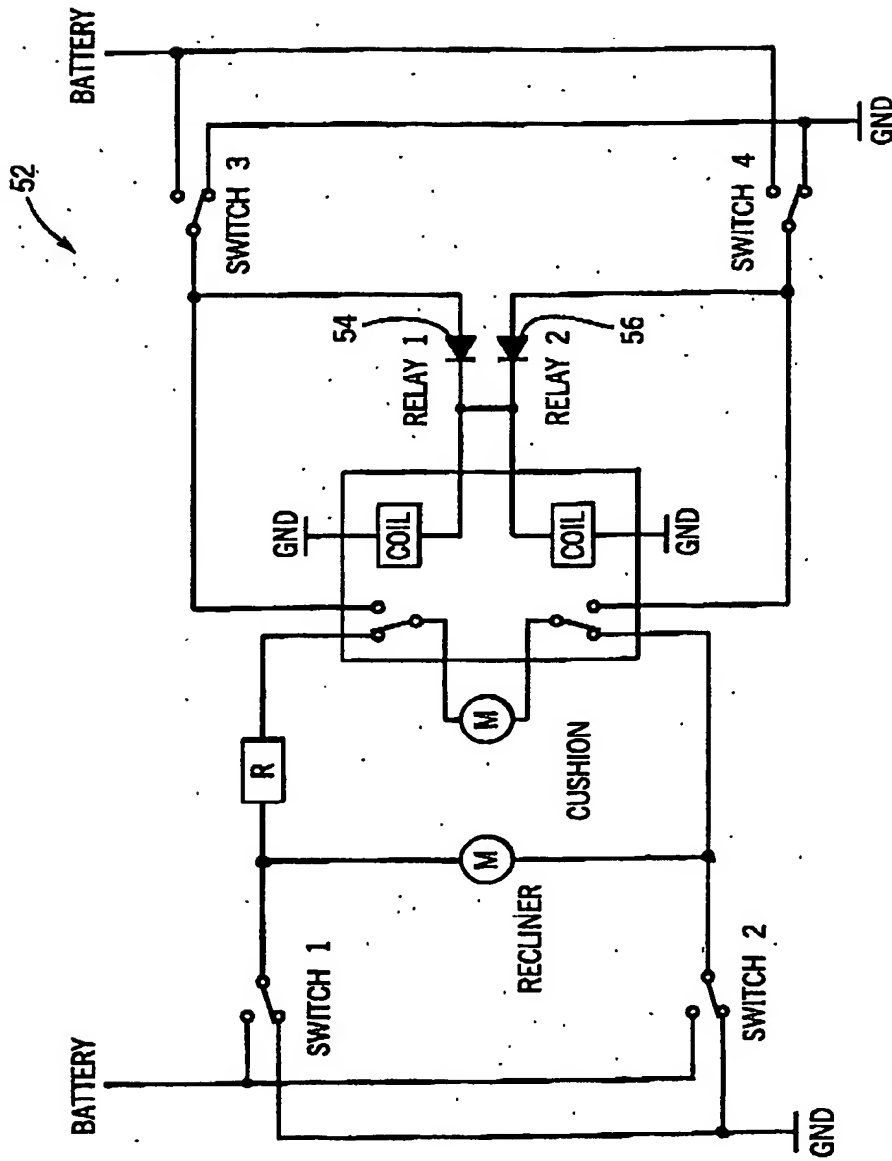 52
BATTERY
BATTERY
SWITCH 1
SWITCH 3
R
GND
COIL
54
RELAY 1
M
M
RECLINER
CUSHION
COIL
RELAY 2
56
GND
SWITCH 2
SWITCH 4
GND
GND